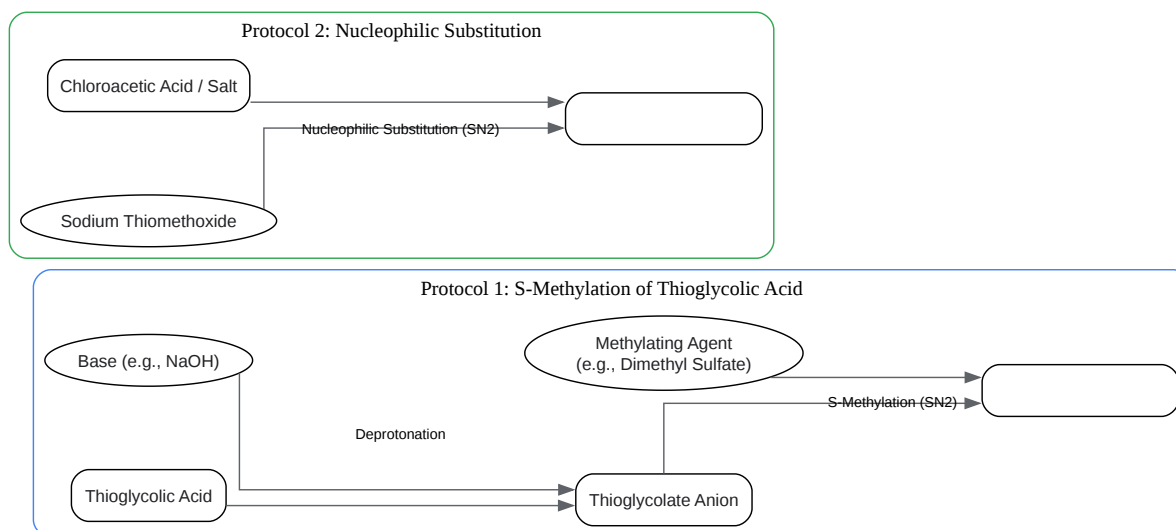 Protocol 2: Nucleophilic Substitution
Chloroacetic Acid / Salt
Nucleophilic Substitution (SN2)
Sodium Thiomethoxide
Protocol 1: S-Methylation of Thioglycolic Acid
Base (e.g., NaOH)
Methylating Agent
(e.g., Dimethyl Sulfate)
S-Methylation (SN2)
Deprotonation
Thioglycolic Acid
Thioglycolate Anion